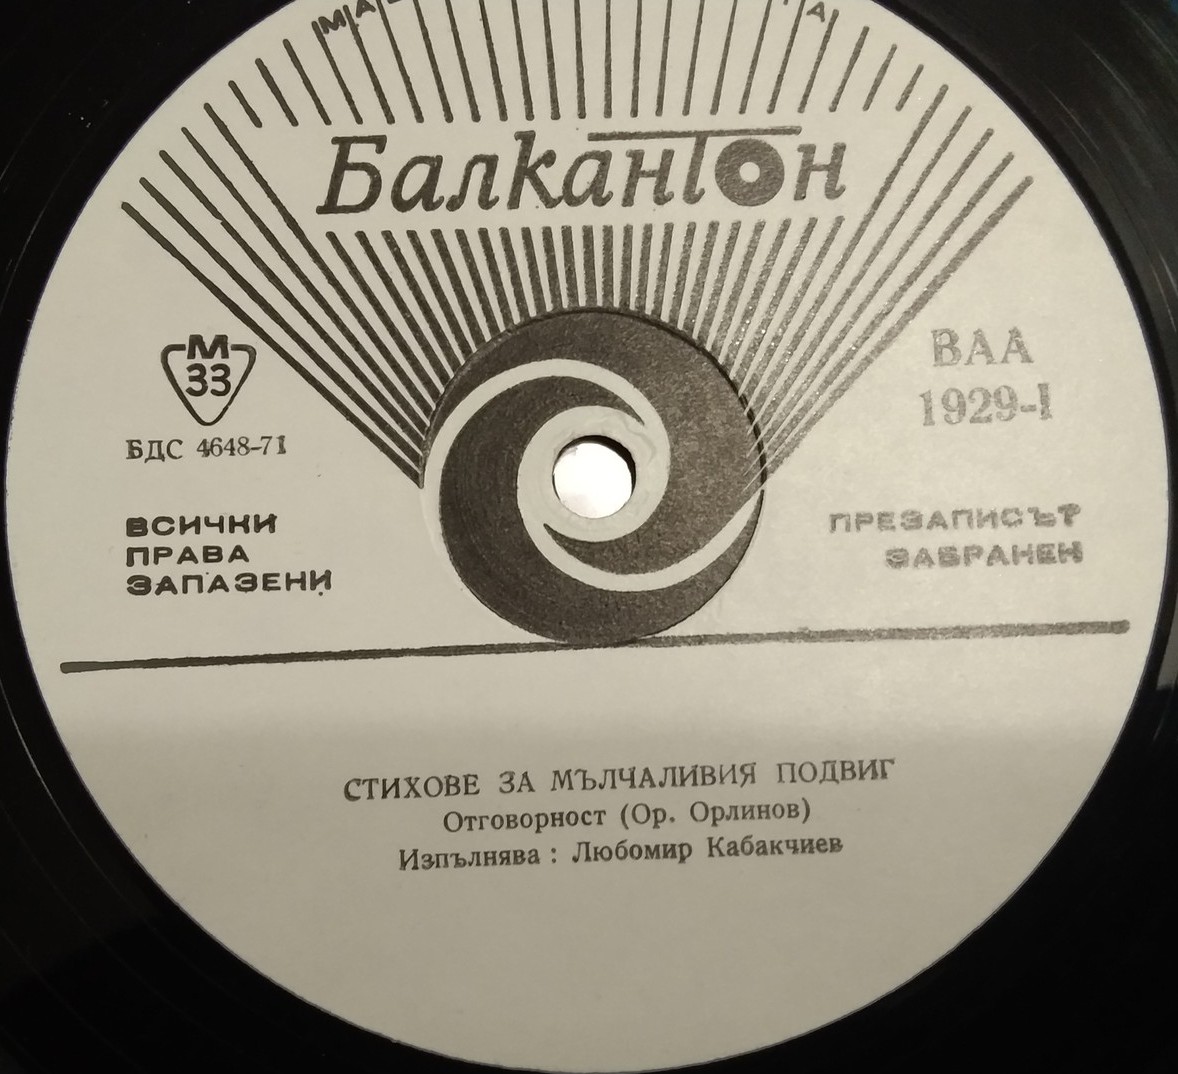 Балкантон
М
33
БДС 4648-71
ВАА
1929-I
ВСИЧКИ
ПРАВА
ЗАПАЗЕНИ
ПРЕЗАПИСЪТ
ЗАБРАНЕН
СТИХОВЕ ЗА МЪЛЧАЛИВИЯ ПОДВИГ
Отговорност (Ор. Орлинов)
Изпълнява : Любомир Кабакчиев